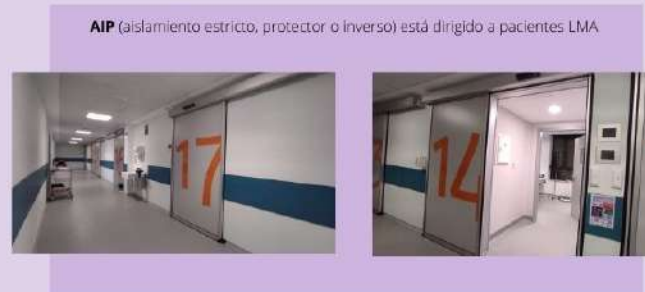 AIP (aislamiento estricto, protector o inverso) está dirigido a pacientes LMA
17
14